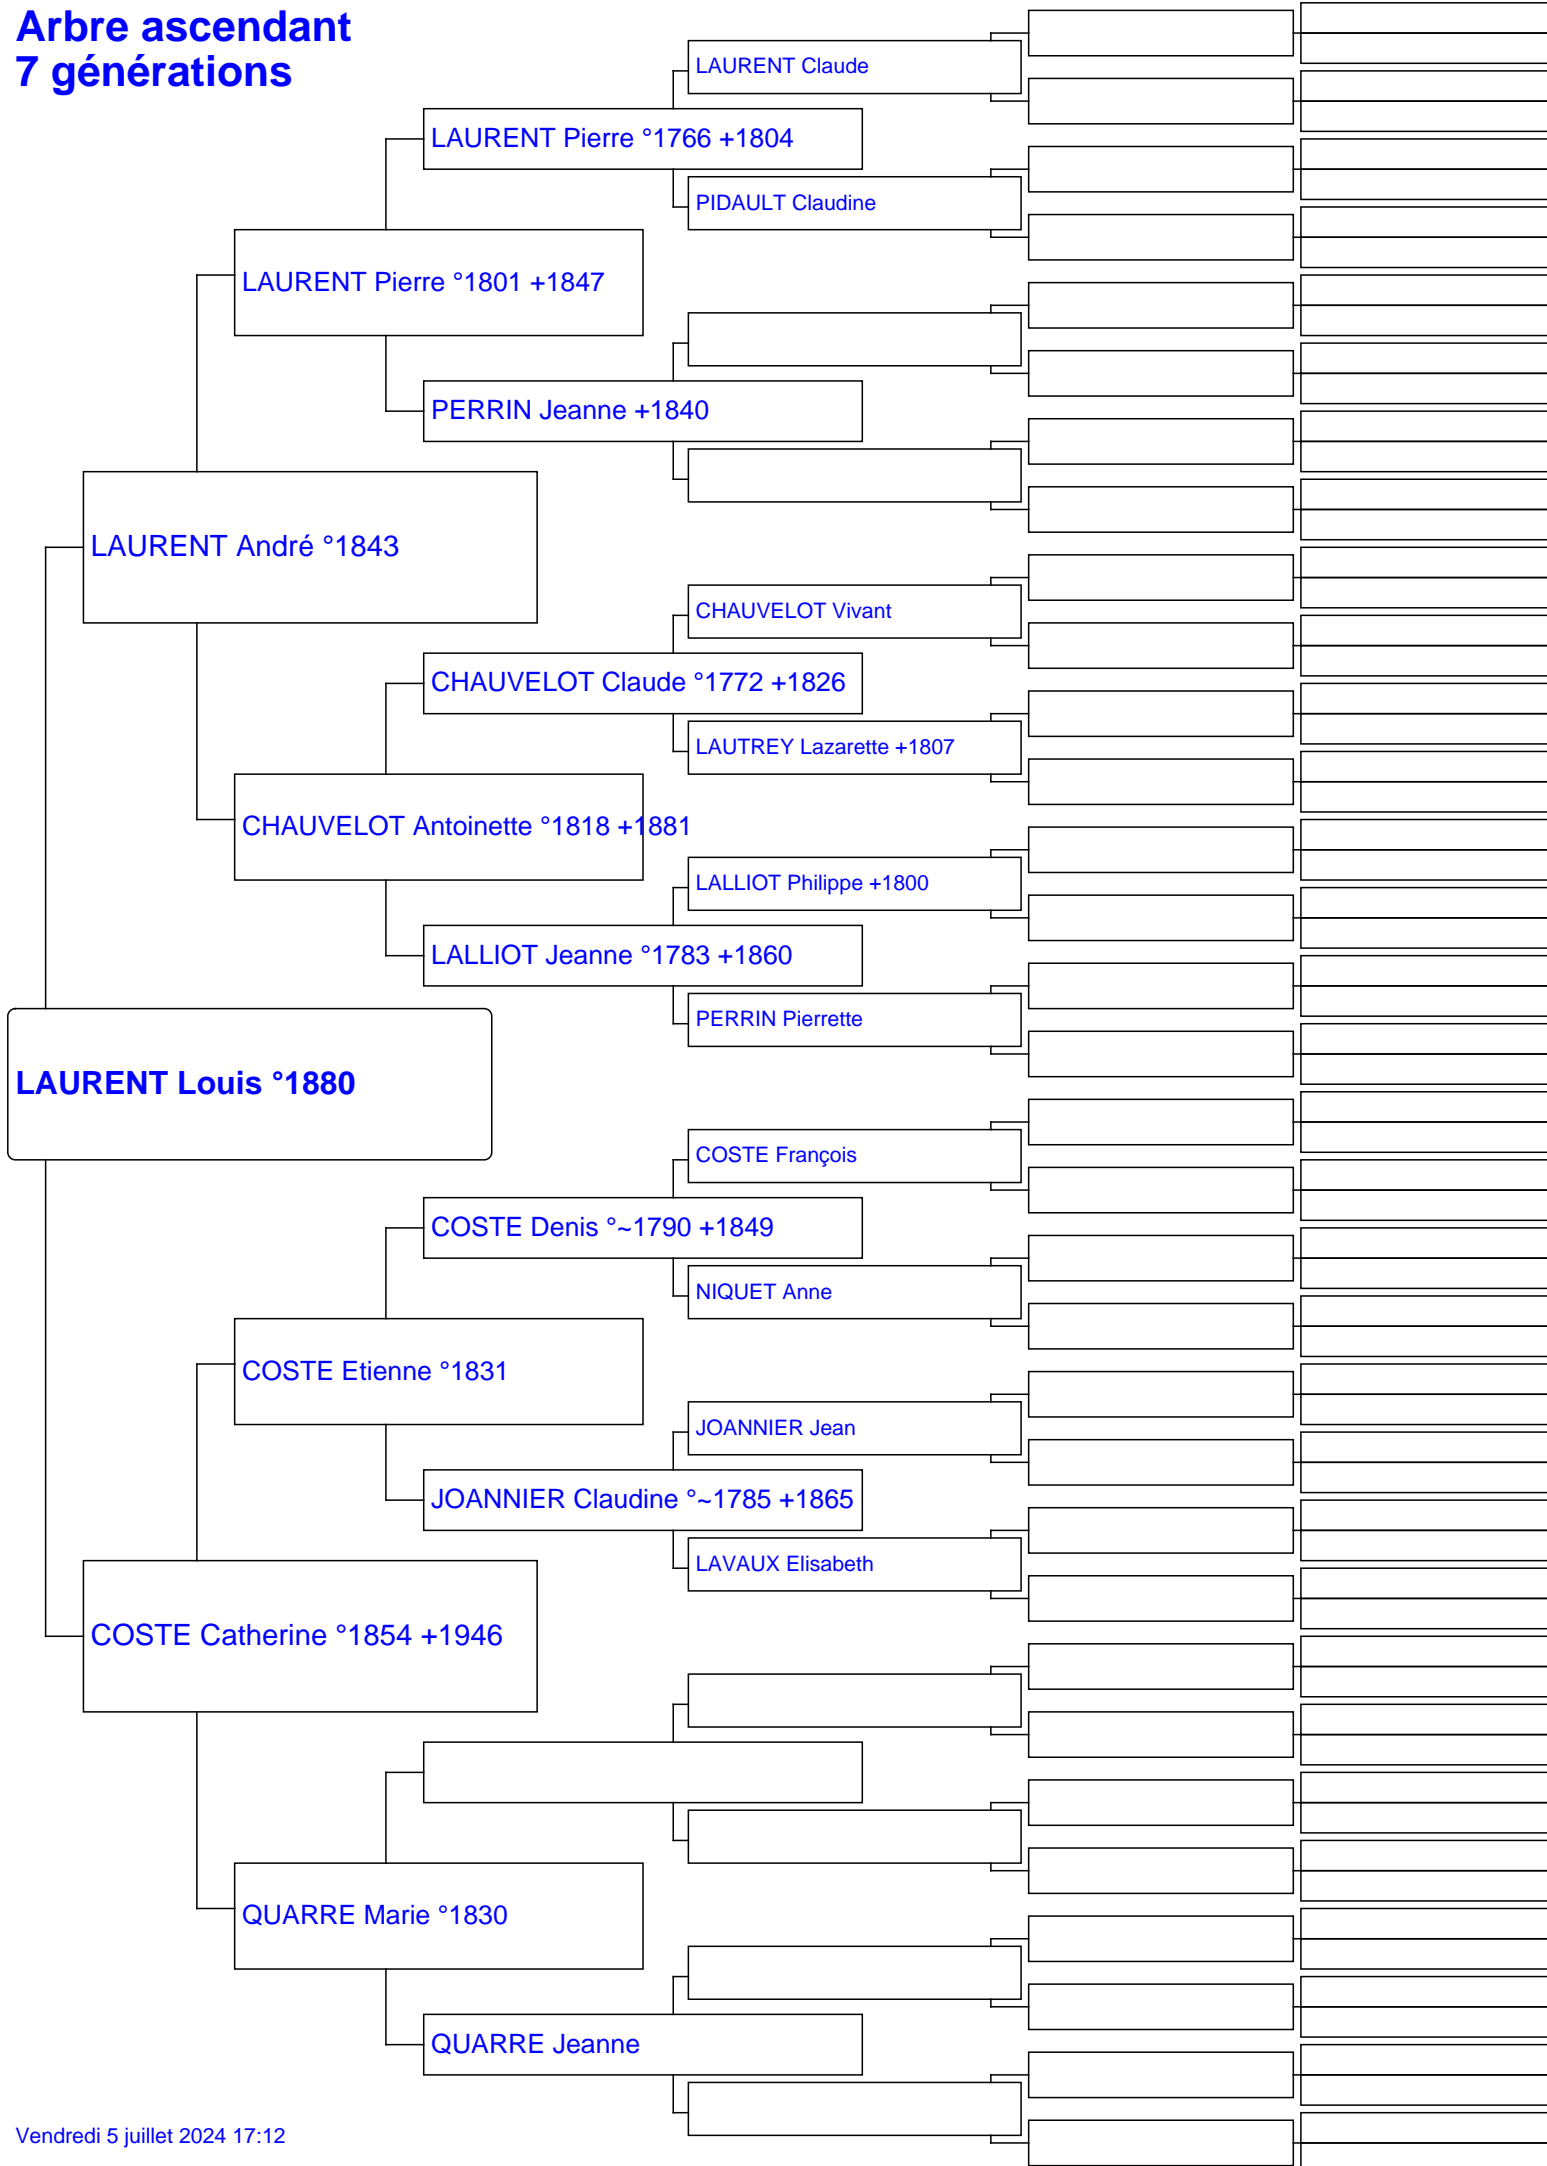 Arbre ascendant
7 générations
LAURENT Claude
LAURENT Pierre °1766 +1804
PIDAULT Claudine
LAURENT Pierre °1801 +1847
PERRIN Jeanne +1840
LAURENT André °1843
CHAUVELOT Vivant
CHAUVELOT Claude °1772 +1826
LAUTREY Lazarette +1807
CHAUVELOT Antoinette °1818 +1881
LALLIOT Philippe +1800
LALLIOT Jeanne °1783 +1860
PERRIN Pierrette
LAURENT Louis °1880
COSTE François
COSTE Denis °~1790 +1849
NIQUET Anne
COSTE Etienne °1831
JOANNIER Jean
JOANNIER Claudine °~1785 +1865
LAVAUX Elisabeth
COSTE Catherine °1854 +1946
QUARRE Marie °1830
QUARRE Jeanne
Vendredi 5 juillet 2024 17:12